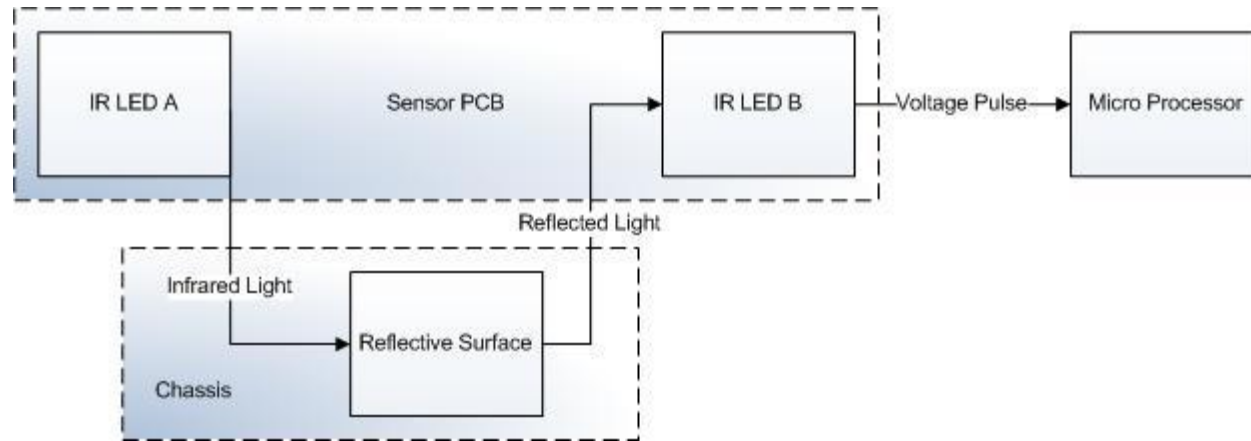 IR LED A
Sensor PCB
IR LED B
Voltage Pulse
Micro Processor
Reflected Light
Infrared Light
Reflective Surface
Chassis